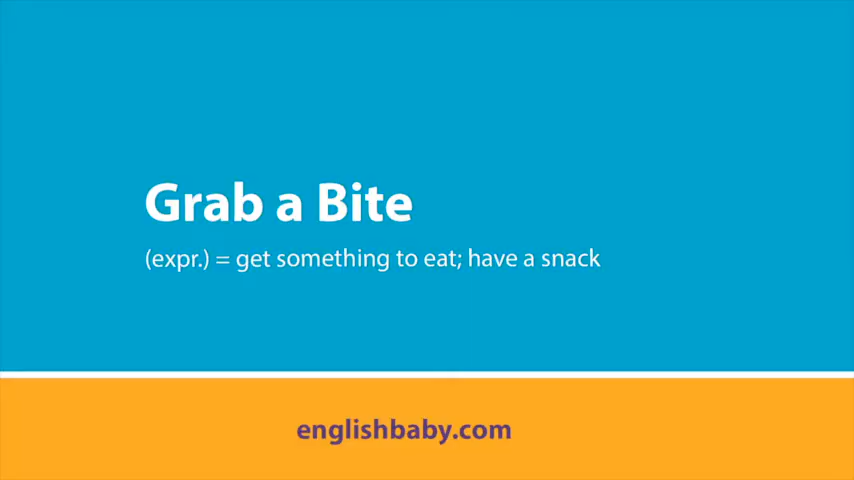 Grab a Bite
(expr.) = get something to eat; have a snack
englishbaby.com